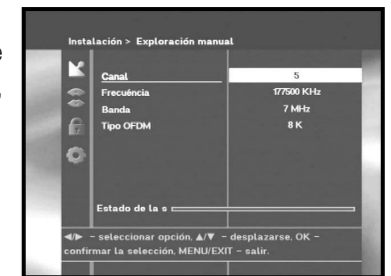 e
,
Instalación > Exploración manual
Canal 5
Frecuéncia 177500 KHz
Banda 7 MHz
Tipo OFDM 8 K
Estado de la s
◄/► – seleccionar opción, ▲/▼ – desplazarse, OK –
confirmar la selección, MENU/EXIT – salir.